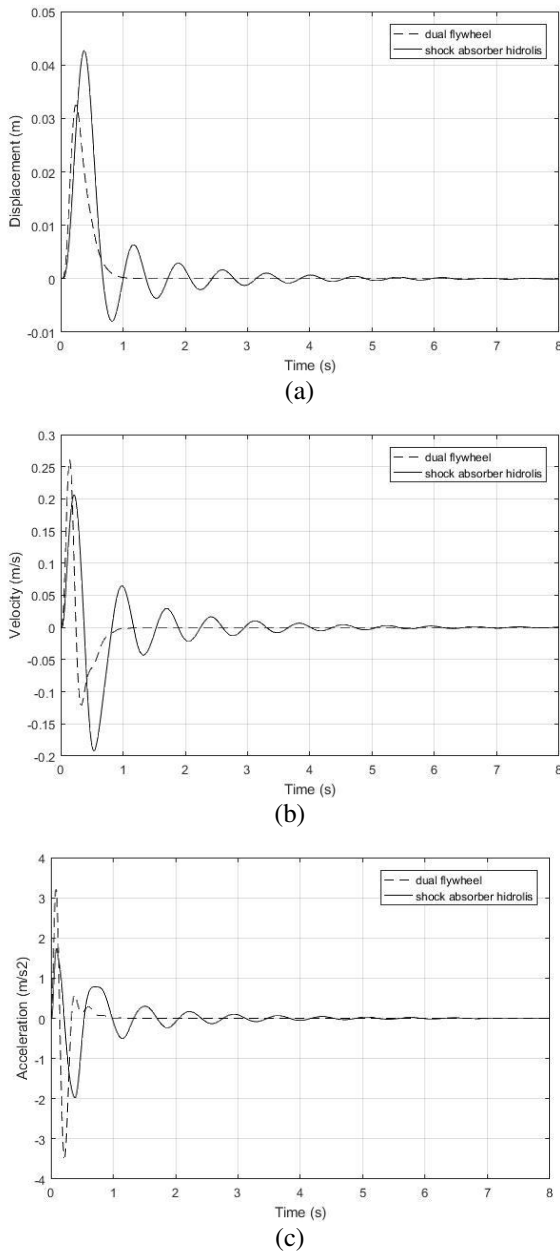 0.05
dual flywheel
shock absorber hidrolis
0.04
0.03
0.02
0.01
0
-0.01
Displacement (m)
0 1 2 3 4 5 6 7 8
Time (s)
(a)
0.3
dual flywheel
shock absorber hidrolis
0.25
0.2
0.15
0.1
0.05
0
-0.05
-0.1
-0.15
-0.2
Velocity (m/s)
0 1 2 3 4 5 6 7 8
Time (s)
(b)
4
dual flywheel
shock absorber hidrolis
3
2
1
0
-1
-2
-3
-4
Acceleration (m/s2)
0 1 2 3 4 5 6 7 8
Time (s)
(c)